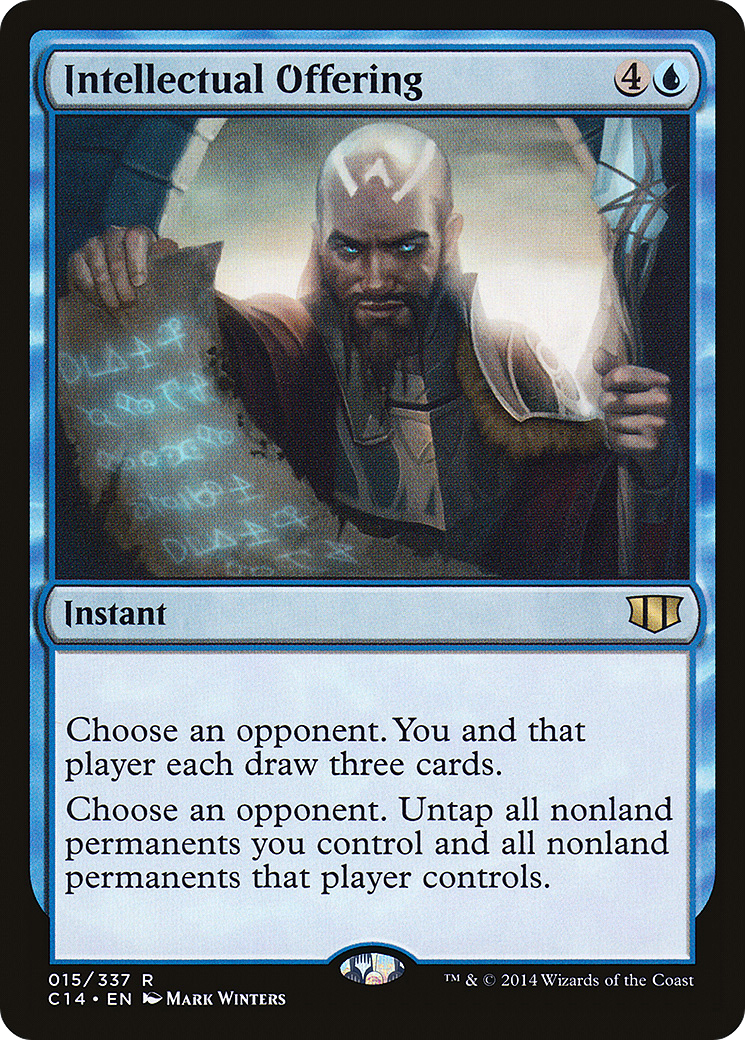 Intellectual Offering 4
Instant
Choose an opponent. You and that
player each draw three cards.
Choose an opponent. Untap all nonland
permanents you control and all nonland
permanents that player controls.
015/337 R
C14 • EN Mark Winters
™ & © 2014 Wizards of the Coast